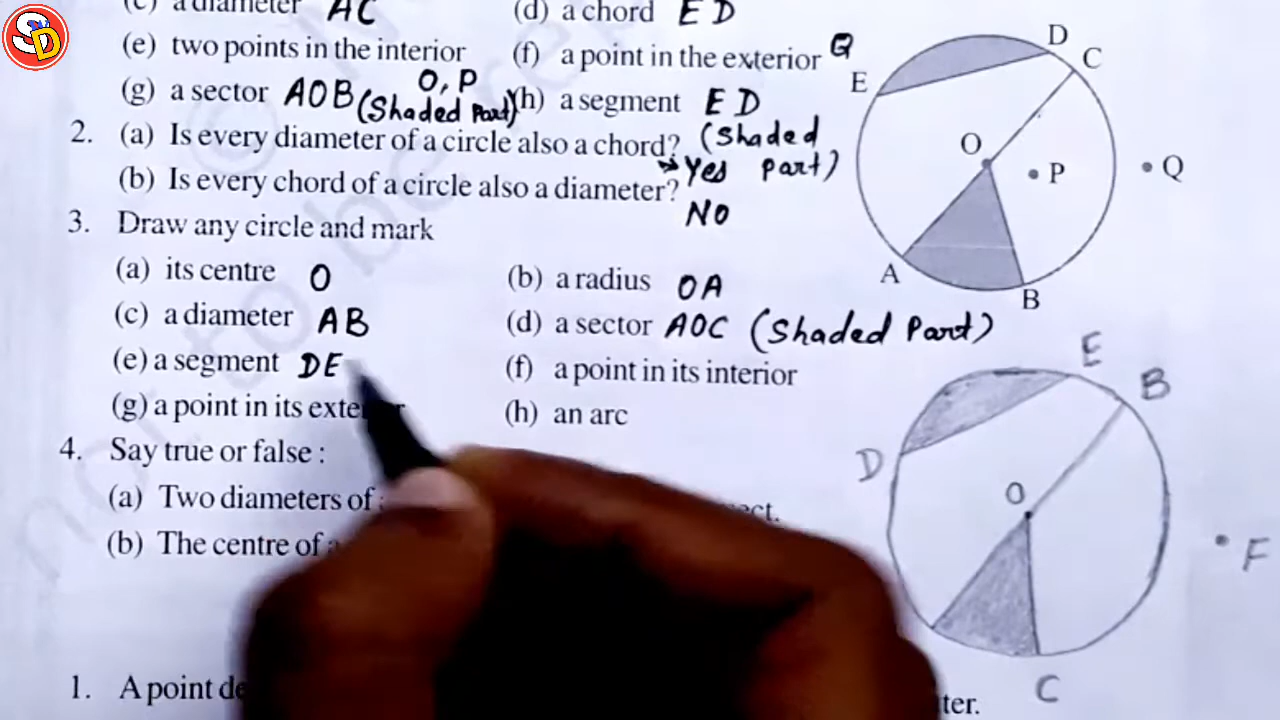 SD
(c) a diameter AC (d) a chord ED
(e) two points in the interior O, P (f) a point in the exterior Q
(g) a sector AOB (Shaded Part) (h) a segment ED (Shaded Part)
2. (a) Is every diameter of a circle also a chord? → Yes
(b) Is every chord of a circle also a diameter? NO
3. Draw any circle and mark
(a) its centre O (b) a radius OA
(c) a diameter AB (d) a sector AOC (Shaded Part)
(e) a segment DE (f) a point in its interior
(g) a point in its (h) an arc
4. Say true or false :
(a) Two diameters of
(b) The centre of
1. A point
D
C
E
O
P
Q
A
B
E
B
D
O
F
C